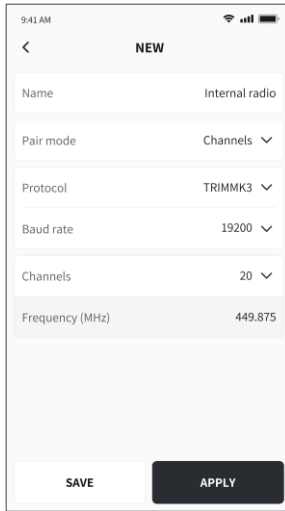 9:41 AM
NEW
Name Internal radio
Pair mode Channels
Protocol TRIMMK3
Baud rate 19200
Channels 20
Frequency (MHz) 449.875
SAVE APPLY